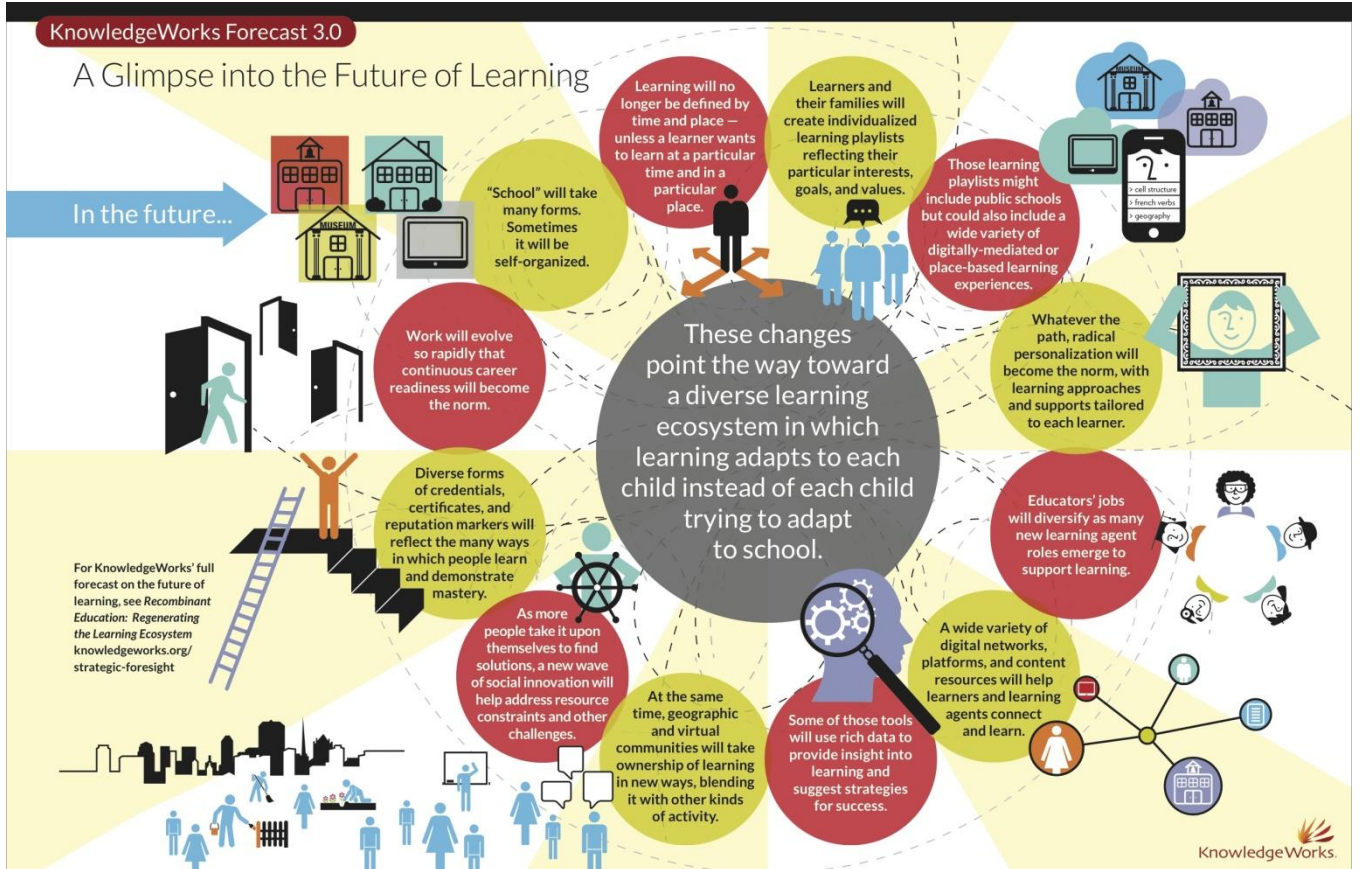 KnowledgeWorks Forecast 3.0
A Glimpse into the Future of Learning
In the future...
MUSEUM
"School" will take
many forms.
Sometimes
it will be
self-organized.
Learning will no
longer be defined by
time and place —
unless a learner wants
to learn at a particular
time and in a
particular
place.
Learners and
their families will
create individualized
learning playlists
reflecting their
particular interests,
goals, and values.
Those learning
playlists might
include public schools
but could also include a
wide variety of
digitally-mediated or
place-based learning
experiences.
MUSEUM
> cell structure
> french verbs
> geography
Whatever the
path, radical
personalization will
become the norm, with
learning approaches
and supports tailored
to each learner.
Educators' jobs
will diversify as many
new learning agent
roles emerge to
support learning.
A wide variety of
digital networks,
platforms, and content
resources will help
learners and learning
agents connect
and learn.
Some of those tools
will use rich data to
provide insight into
learning and
suggest strategies
for success.
At the same
time, geographic
and virtual
communities will take
ownership of learning
in new ways, blending
it with other kinds
of activity.
As more
people take it upon
themselves to find
solutions, a new wave
of social innovation will
help address resource
constraints and other
challenges.
Diverse forms
of credentials,
certificates, and
reputation markers will
reflect the many ways
in which people learn
and demonstrate
mastery.
Work will evolve
so rapidly that
continuous career
readiness will become
the norm.
These changes
point the way toward
a diverse learning
ecosystem in which
learning adapts to each
child instead of each child
trying to adapt
to school.
For KnowledgeWorks' full
forecast on the future of
learning, see Recombinant
Education: Regenerating
the Learning Ecosystem
knowledgeworks.org/
strategic-foresight
KnowledgeWorks.